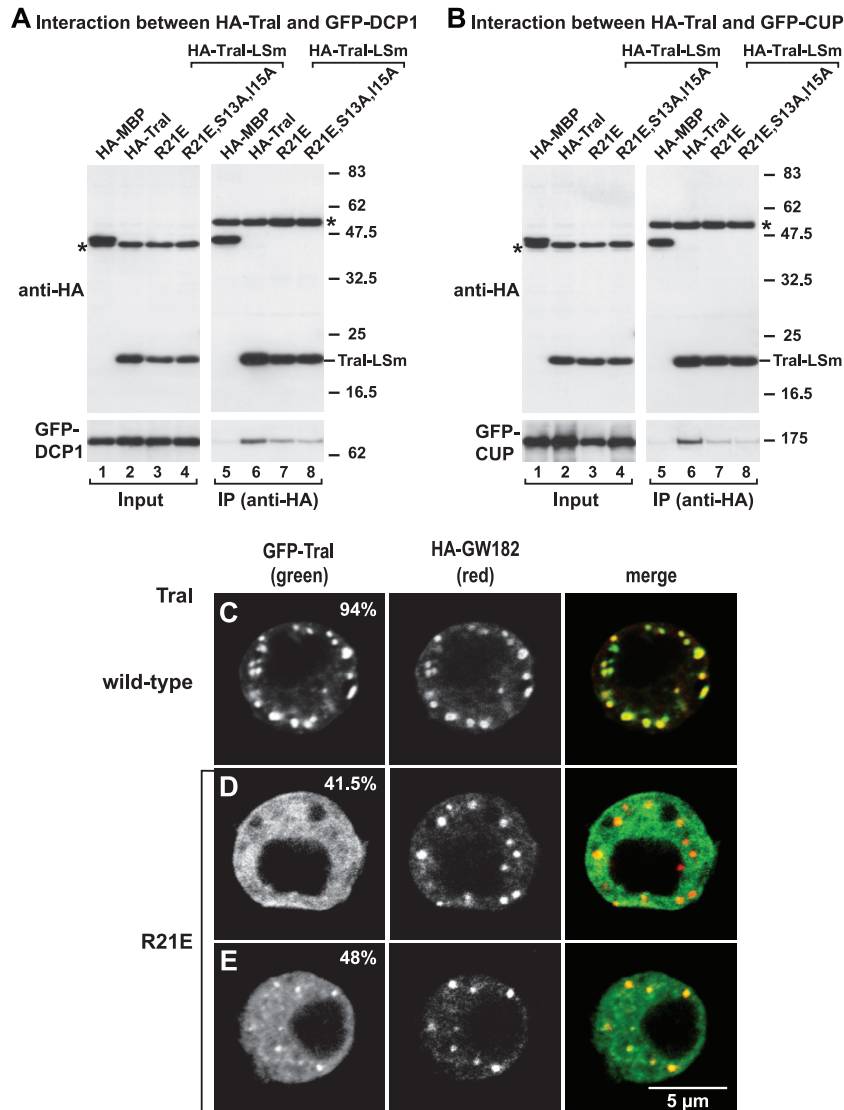 A Interaction between HA-Tral and GFP-DCP1
HA-Tral-LSm
HA-Tral-LSm
HA-MBP
HA-Tral
R21E
R21E,S13A,I15A
HA-MBP
HA-Tral
R21E
R21E,S13A,I15A
83
62
47.5
32.5
25
16.5
*
*
anti-HA
Tral-LSm
GFP-
DCP1
62
1 2 3 4 5 6 7 8
Input IP (anti-HA)
B Interaction between HA-Tral and GFP-CUP
HA-Tral-LSm
HA-Tral-LSm
HA-MBP
HA-Tral
R21E
R21E,S13A,I15A
HA-MBP
HA-Tral
R21E
R21E,S13A,I15A
83
62
47.5
32.5
25
16.5
*
*
anti-HA
Tral-LSm
GFP-
CUP
175
1 2 3 4 5 6 7 8
Input IP (anti-HA)
GFP-Tral
(green)
HA-GW182
(red)
merge
Tral
wild-type
C 94%
R21E
D 41.5%
E 48%
5 µm